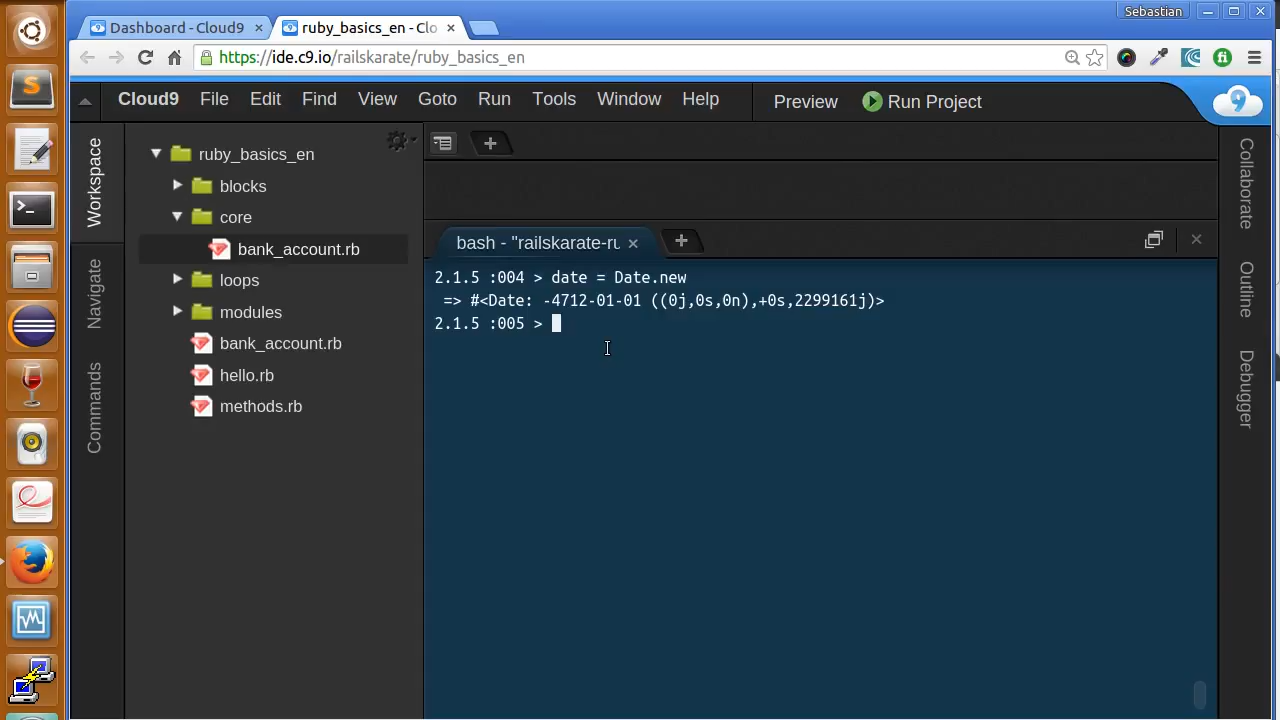 Sebastian
Dashboard - Cloud9
ruby_basics_en - Clo
https://ide.c9.io/railskarate/ruby_basics_en
Cloud9 File Edit Find View Goto Run Tools Window Help Preview Run Project
Workspace
Navigate
Commands
ruby_basics_en
blocks
core
bank_account.rb
loops
modules
bank_account.rb
hello.rb
methods.rb
bash - "railskarate-ru
2.1.5 :004 > date = Date.new
=> #<Date: -4712-01-01 ((0j,0s,0n),+0s,2299161j)>
2.1.5 :005 >
Collaborate
Outline
Debugger